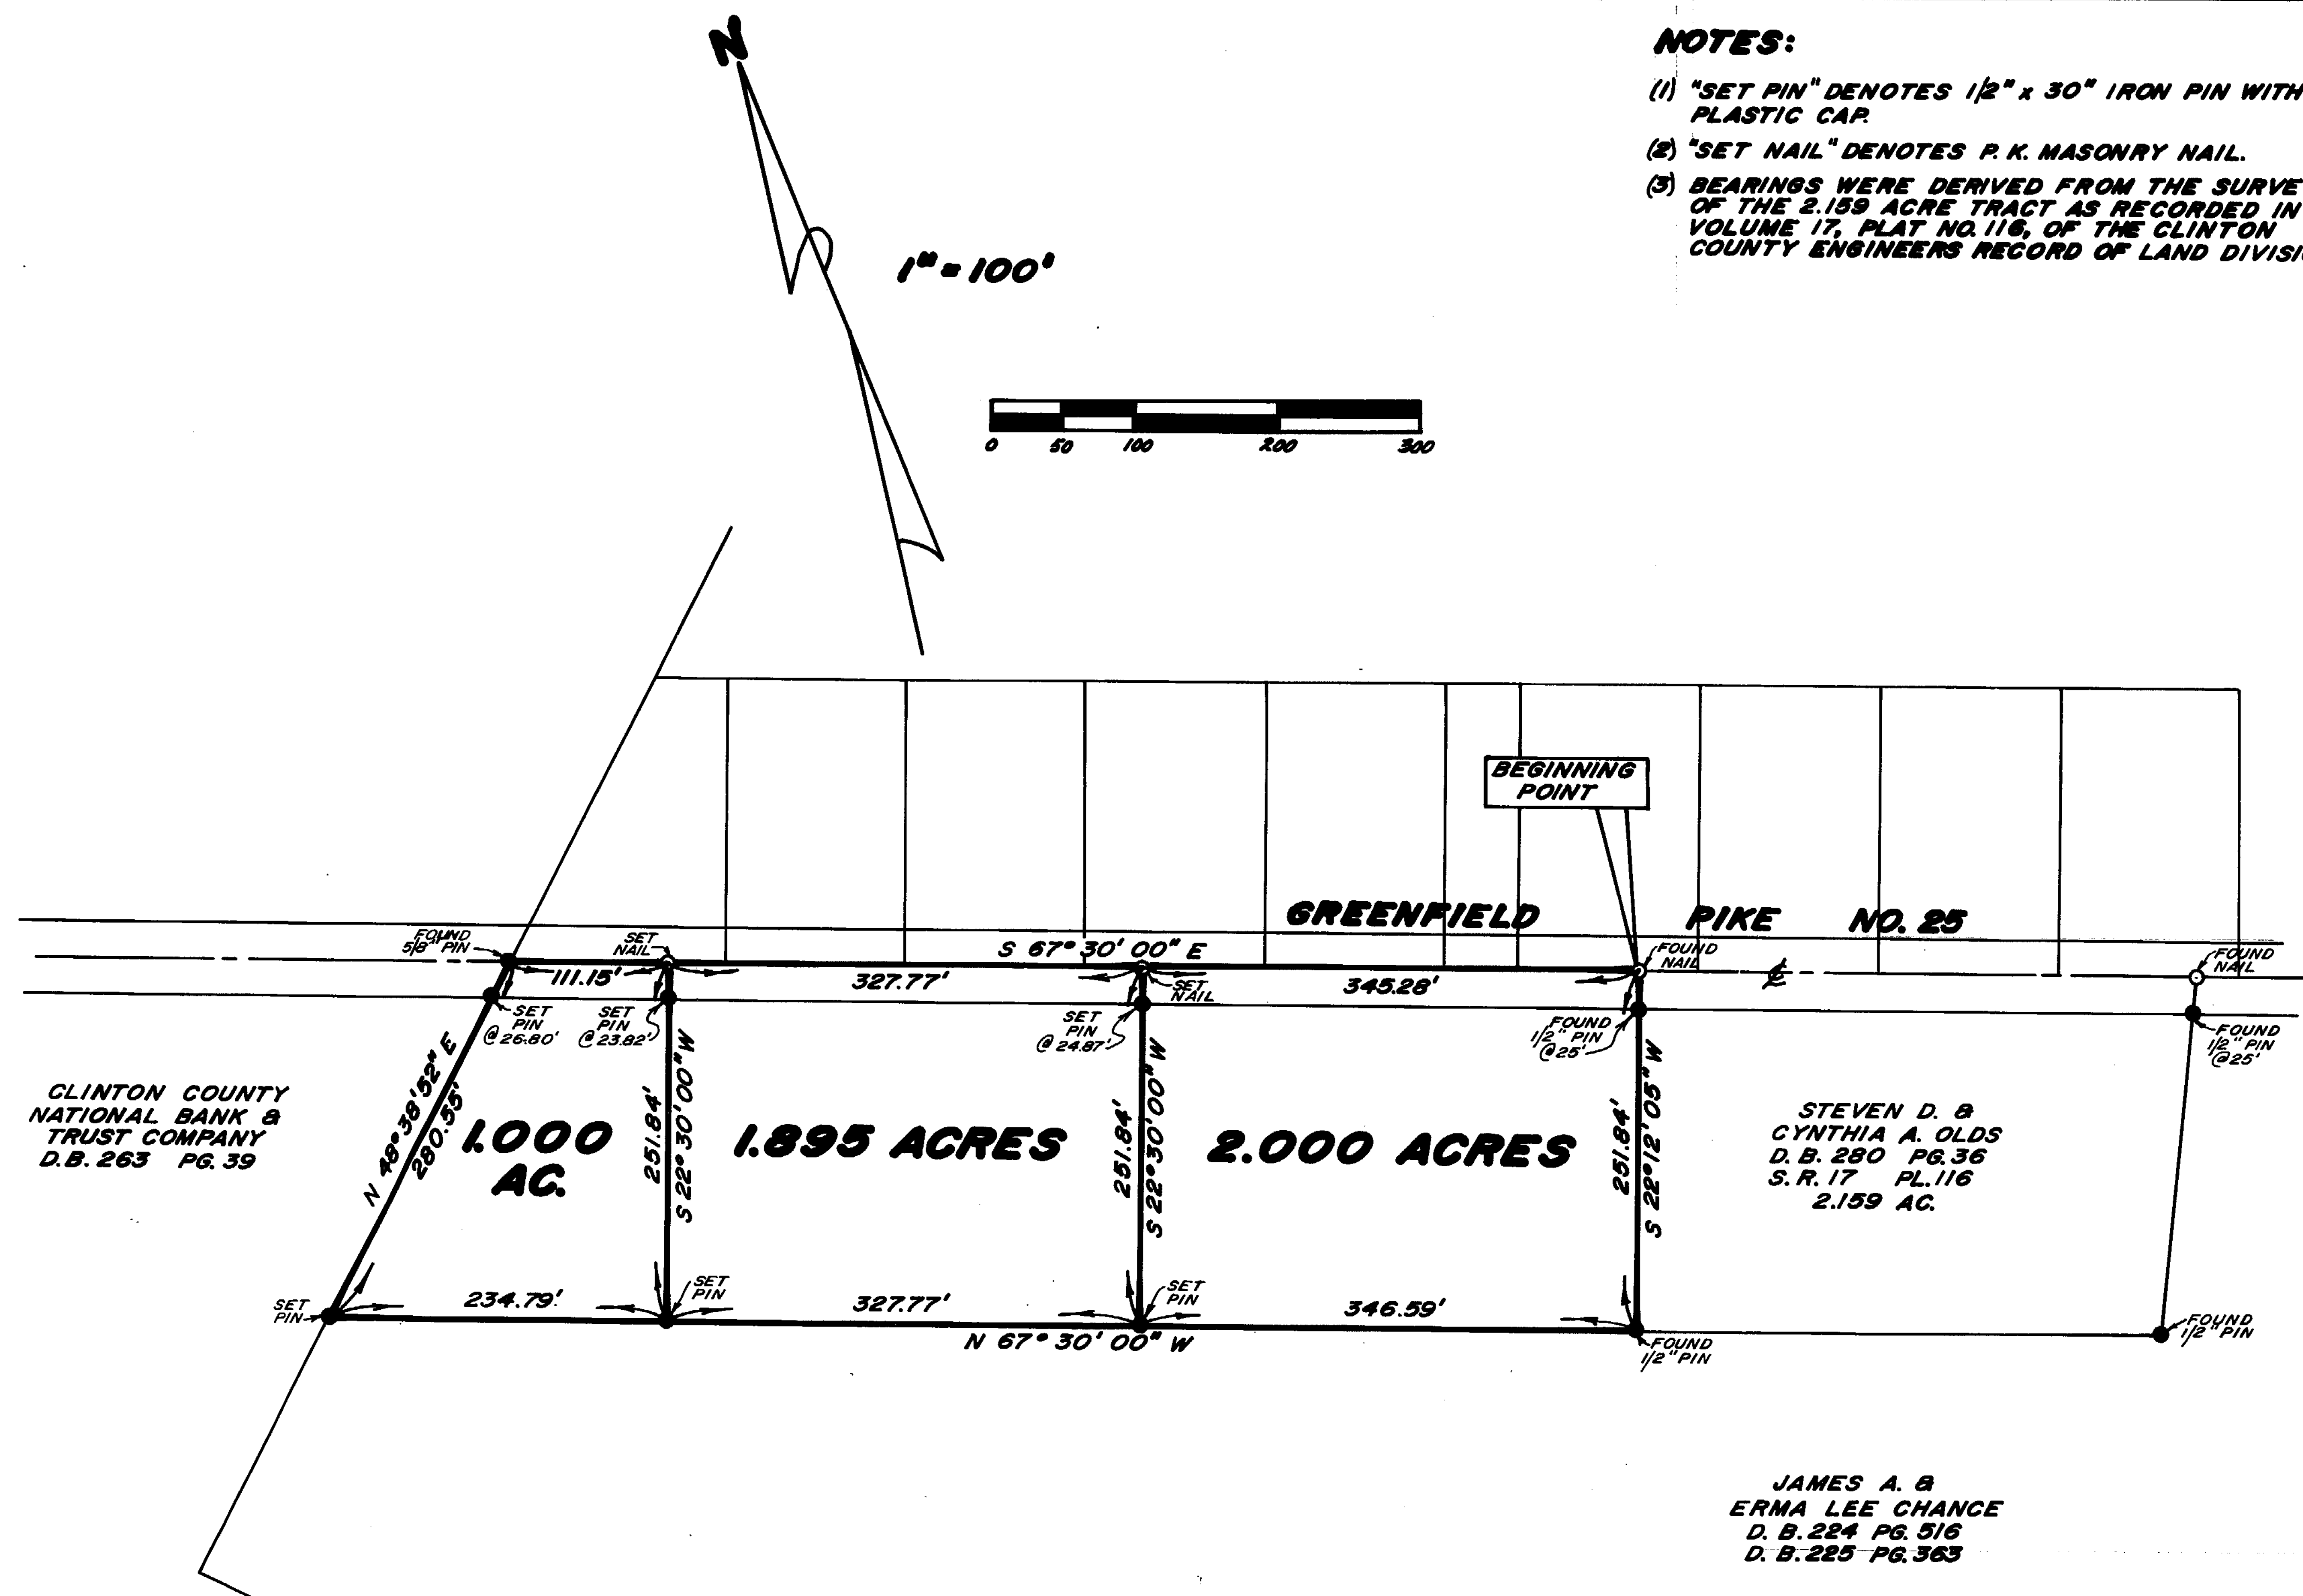 N
1" = 100'
0 50 100 200 300
NOTES:
(1) "SET PIN" DENOTES 1/2" x 30" IRON PIN WITH
PLASTIC CAP.
(2) "SET NAIL" DENOTES P. K. MASONRY NAIL.
(3) BEARINGS WERE DERIVED FROM THE SURVE
OF THE 2.159 ACRE TRACT AS RECORDED IN
VOLUME 17, PLAT NO. 116, OF THE CLINTON
COUNTY ENGINEERS RECORD OF LAND DIVISI
BEGINNING
POINT
GREENFIELD PIKE NO. 25
FOUND
5/8" PIN
SET
NAIL
S 67° 30' 00" E
FOUND
NAIL
FOUND
NAIL
111.15'
327.77'
SET
NAIL
345.28'
℄
SET
PIN
@ 26.80'
SET
PIN
@ 23.82'
SET
PIN
@ 24.87'
FOUND
1/2" PIN
@ 25'
FOUND
1/2" PIN
@ 25'
N 48° 38' 52" E
280.55'
251.84'
S 22° 30' 00" W
251.84'
S 22° 30' 00" W
251.84'
S 22° 12' 05" W
CLINTON COUNTY
NATIONAL BANK &
TRUST COMPANY
D.B. 263 PG. 39
1.000
AC.
1.895 ACRES
2.000 ACRES
STEVEN D. &
CYNTHIA A. OLDS
D. B. 280 PG. 36
S. R. 17 PL. 116
2.159 AC.
SET
PIN
234.79'
SET
PIN
327.77'
SET
PIN
346.59'
N 67° 30' 00" W
FOUND
1/2" PIN
FOUND
1/2" PIN
JAMES A. &
ERMA LEE CHANCE
D. B. 224 PG. 516
D. B. 225 PG. 363